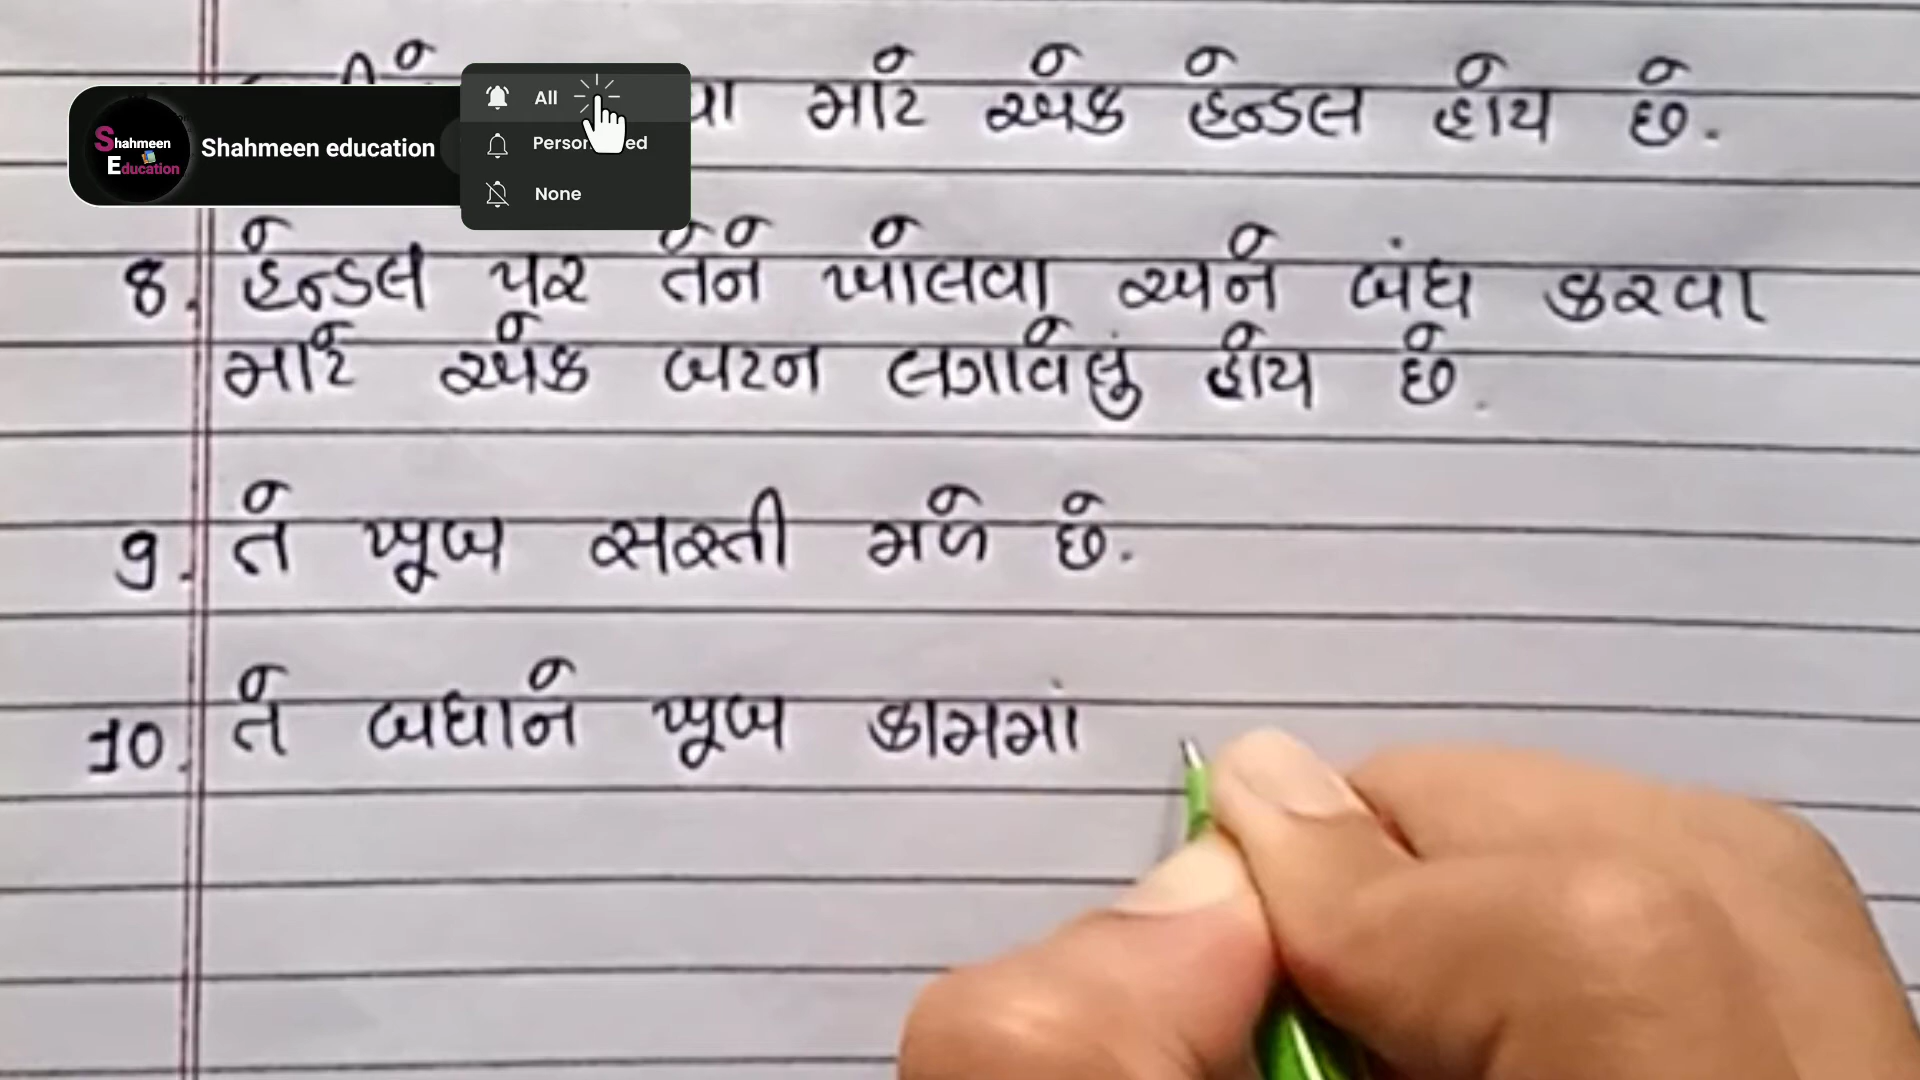 માટે એક હેન્ડલ હોય છે.
All
Shahmeen Education
Shahmeen education
None
8. હેન્ડલ પર તેને ખોલવા અને બંધ કરવા
માટે એક બટન લગાવેલું હોય છે.
9. તે ખૂબ સસ્તી મળે છે.
10. તે બધાને ખૂબ કામમાં